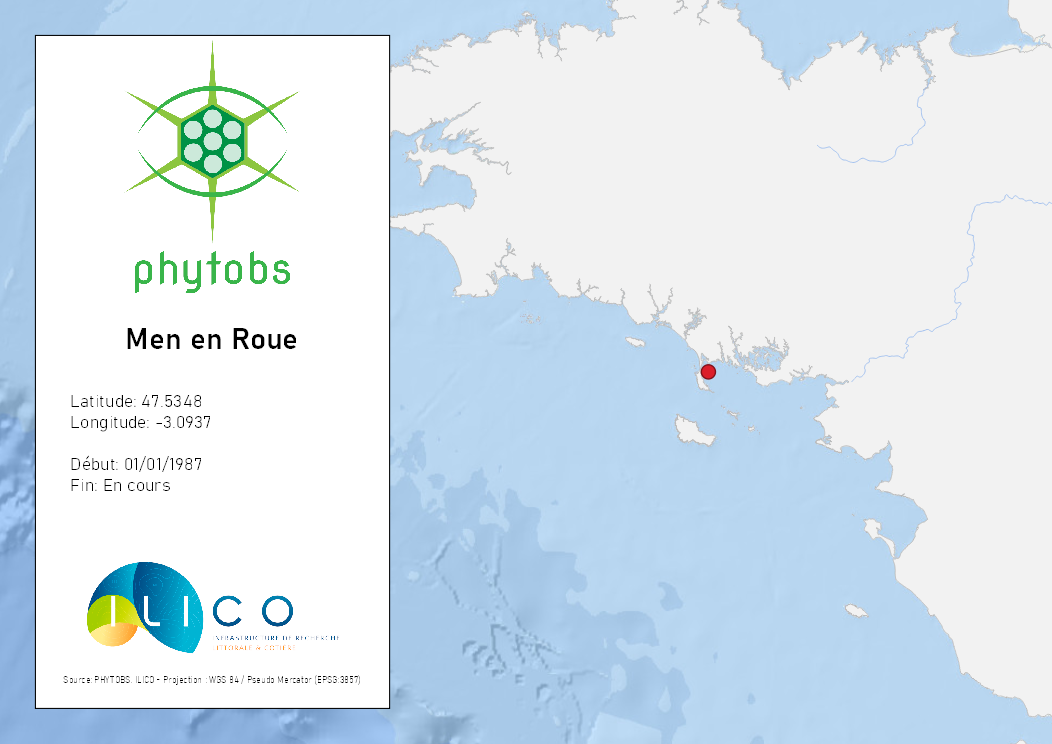 phytobs
Men en Roue
Latitude: 47.5348
Longitude: -3.0937
Début: 01/01/1987
Fin: En cours
ILICO
INFRASTRUCTURE DE RECHERCHE
LITTORALE & CÔTIÈRE
Source: PHYTOBS, ILICO - Projection : WGS 84 / Pseudo Mercator (EPSG:3857)